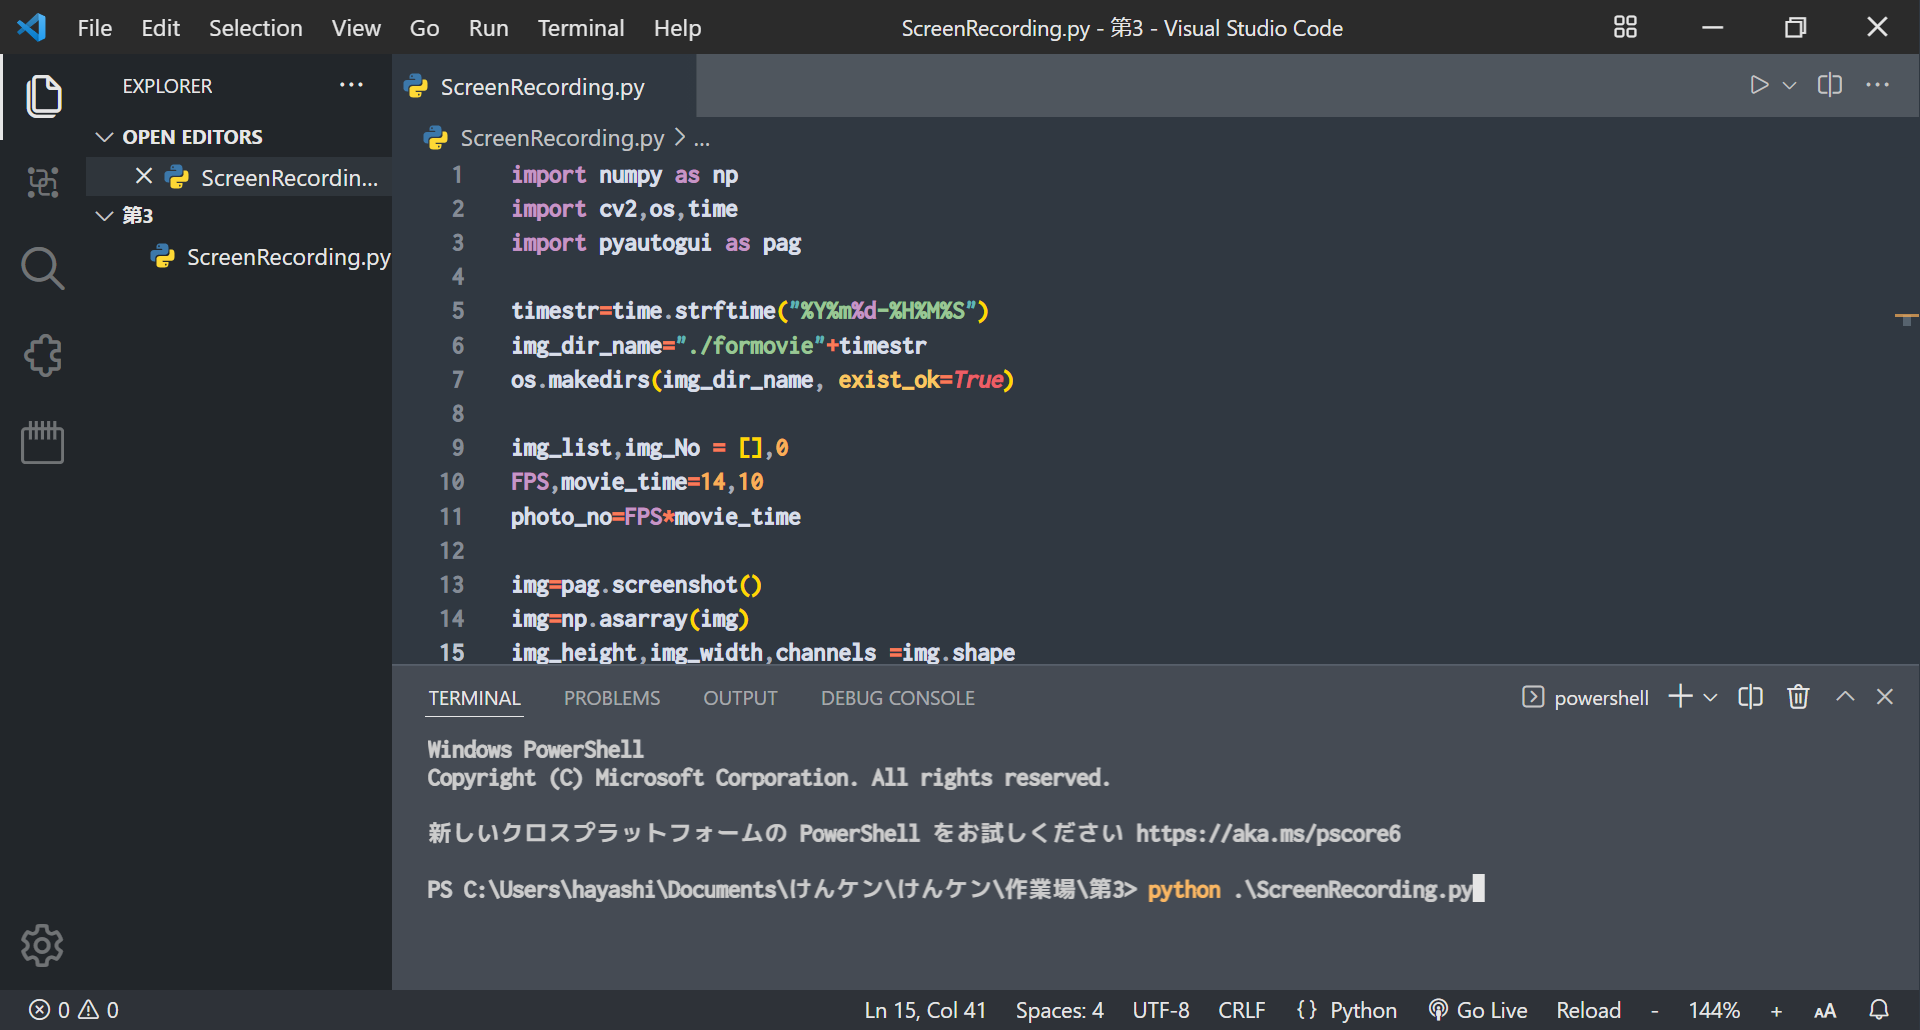 File Edit Selection View Go Run Terminal Help ScreenRecording.py - 第3 - Visual Studio Code
EXPLORER
OPEN EDITORS
ScreenRecordin...
第3
ScreenRecording.py
ScreenRecording.py
ScreenRecording.py > ...
1 import numpy as np
2 import cv2,os,time
3 import pyautogui as pag
4
5 timestr=time.strftime("%Y%m%d-%H%M%S")
6 img_dir_name="./formovie"+timestr
7 os.makedirs(img_dir_name, exist_ok=True)
8
9 img_list,img_No = [],0
10 FPS,movie_time=14,10
11 photo_no=FPS*movie_time
12
13 img=pag.screenshot()
14 img=np.asarray(img)
15 img_height,img_width,channels =img.shape
TERMINAL PROBLEMS OUTPUT DEBUG CONSOLE powershell
Windows PowerShell
Copyright (C) Microsoft Corporation. All rights reserved.
新しいクロスプラットフォームの PowerShell をお試しください https://aka.ms/pscore6
PS C:\Users\hayashi\Documents\けんケン\けんケン\作業場\第3> python .\ScreenRecording.py
0 0 Ln 15, Col 41 Spaces: 4 UTF-8 CRLF {} Python Go Live Reload - 144% + AA